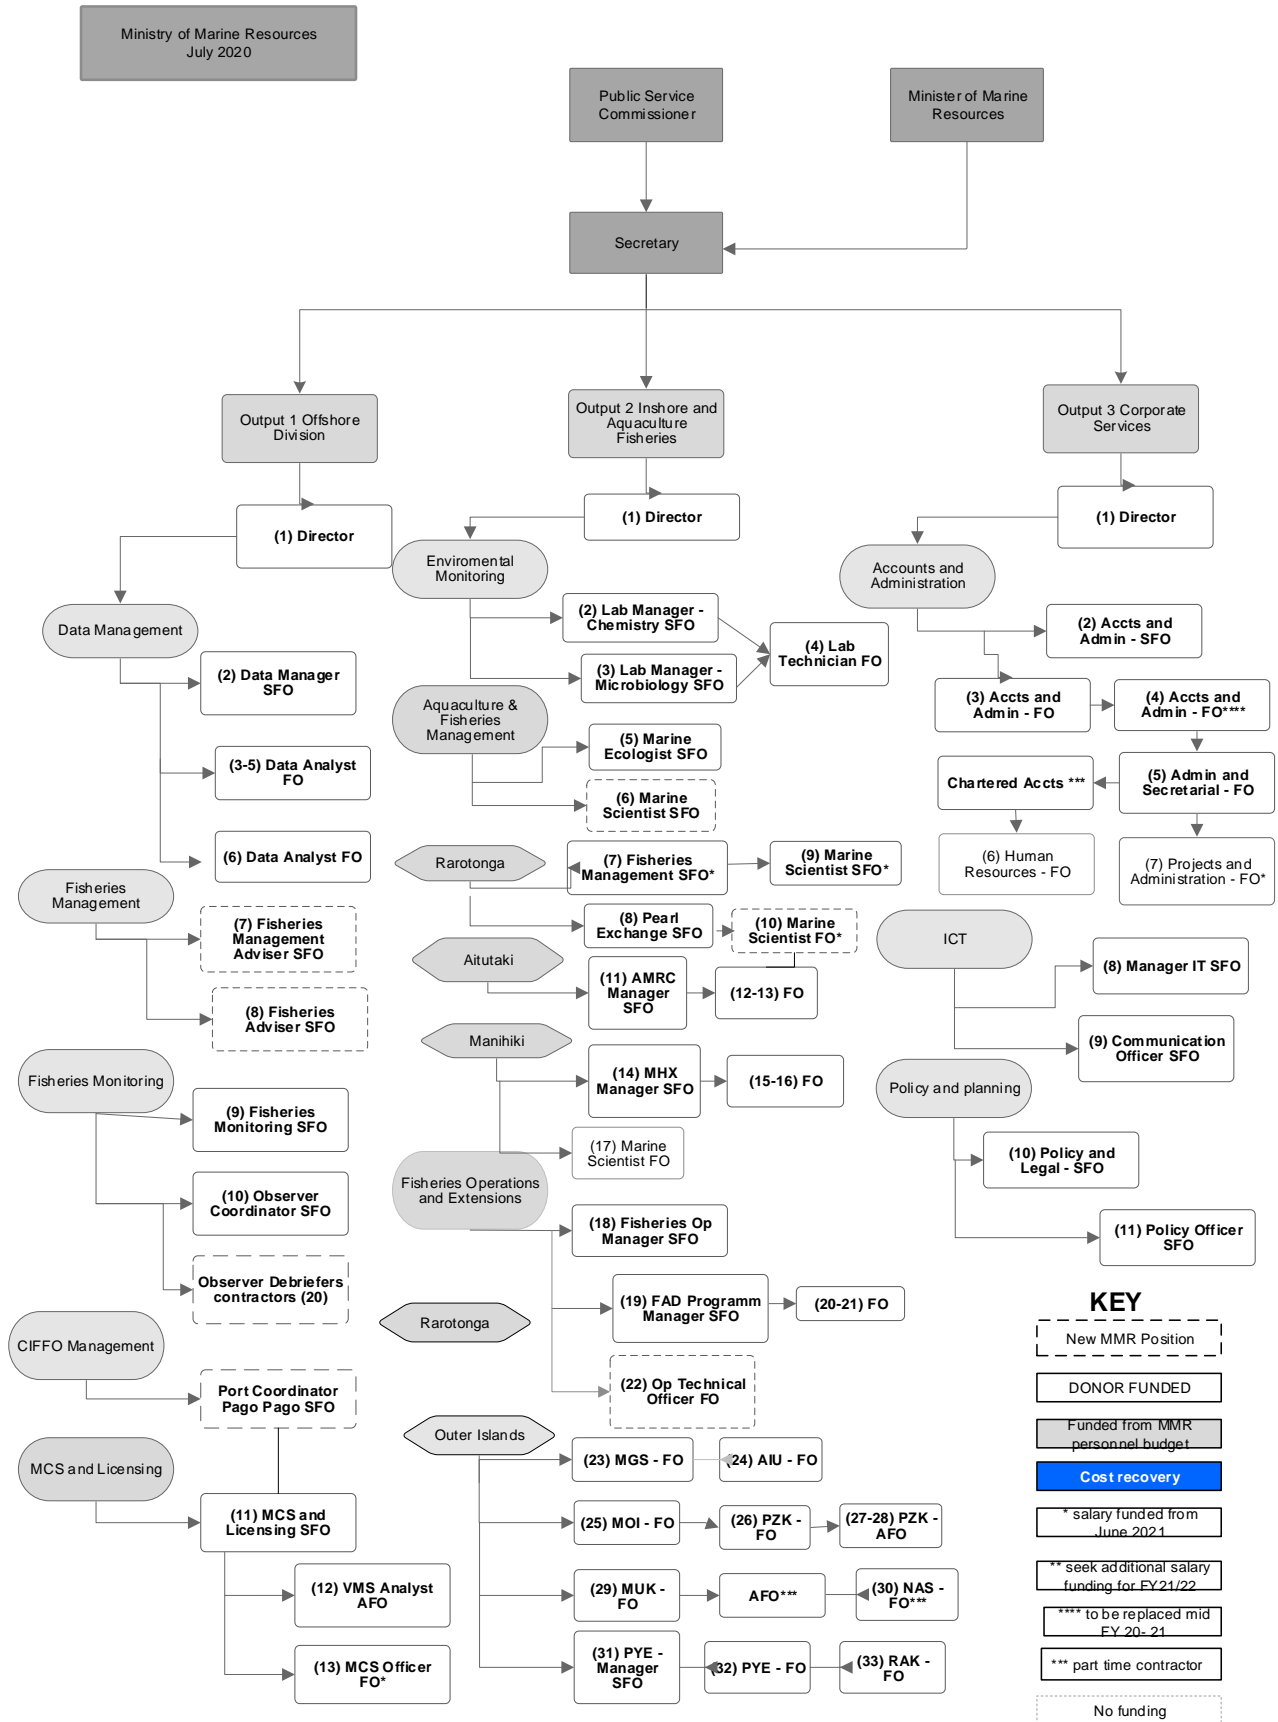 Ministry of Marine Resources
July 2020
Public Service
Commissioner
Minister of Marine
Resources
Secretary
Output 1 Offshore
Division
Output 2 Inshore and
Aquaculture
Fisheries
Output 3 Corporate
Services
(1) Director
(1) Director
(1) Director
Data Management
(2) Data Manager
SFO
(3-5) Data Analyst
FO
(6) Data Analyst FO
Fisheries
Management
(7) Fisheries
Management
Adviser SFO
(8) Fisheries
Adviser SFO
Fisheries Monitoring
(9) Fisheries
Monitoring SFO
(10) Observer
Coordinator SFO
Observer Debriefers
contractors (20)
CIFFO Management
Port Coordinator
Pago Pago SFO
MCS and Licensing
(11) MCS and
Licensing SFO
(12) VMS Analyst
AFO
(13) MCS Officer
FO*
Enviromental
Monitoring
(2) Lab Manager -
Chemistry SFO
(3) Lab Manager -
Microbiology SFO
(4) Lab
Technician FO
Aquaculture &
Fisheries
Management
(5) Marine
Ecologist SFO
(6) Marine
Scientist SFO
Rarotonga
(7) Fisheries
Management SFO*
(9) Marine
Scientist SFO*
(8) Pearl
Exchange SFO
(10) Marine
Scientist FO*
Aitutaki
(11) AMRC
Manager
SFO
(12-13) FO
Manihiki
(14) MHX
Manager SFO
(15-16) FO
(17) Marine
Scientist FO
Fisheries Operations
and Extensions
(18) Fisheries Op
Manager SFO
(19) FAD Programm
Manager SFO
(20-21) FO
Rarotonga
(22) Op Technical
Officer FO
Outer Islands
(23) MGS - FO
(24) AIU - FO
(25) MOI - FO
(26) PZK -
FO
(27-28) PZK -
AFO
(29) MUK -
FO
AFO***
(30) NAS -
FO***
(31) PYE -
Manager
SFO
(32) PYE - FO
(33) RAK -
FO
Accounts and
Administration
(2) Accts and
Admin - SFO
(3) Accts and
Admin - FO
(4) Accts and
Admin - FO****
Chartered Accts ***
(5) Admin and
Secretarial - FO
(6) Human
Resources - FO
(7) Projects and
Administration - FO*
ICT
(8) Manager IT SFO
(9) Communication
Officer SFO
Policy and planning
(10) Policy and
Legal - SFO
(11) Policy Officer
SFO
KEY
New MMR Position
DONOR FUNDED
Funded from MMR
personnel budget
Cost recovery
* salary funded from
June 2021
** seek additional salary
funding for FY21/22
**** to be replaced mid
FY 20- 21
*** part time contractor
No funding